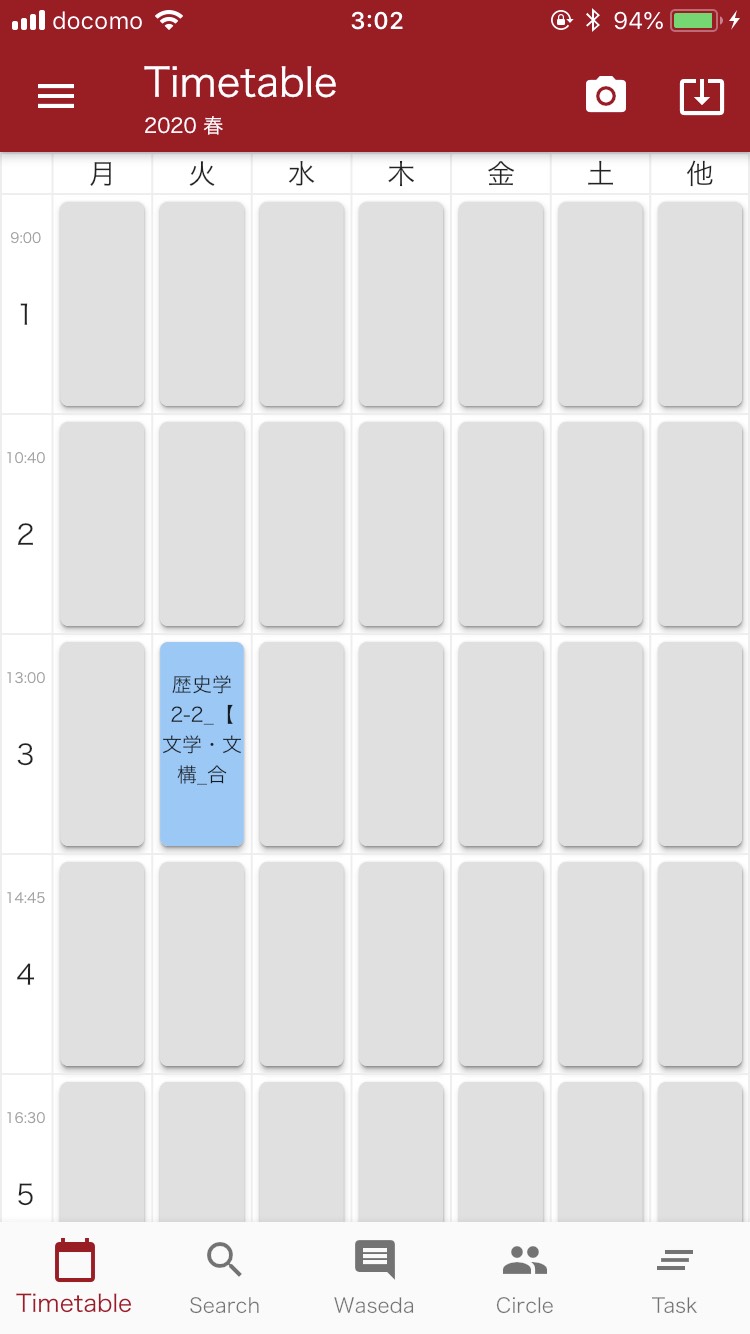 docomo 3:02 94%
Timetable
2020 春
月 火 水 木 金 土 他
9:00
1
10:40
2
13:00
3
歴史学
2-2_【
文学・文
構_合
14:45
4
16:30
5
Timetable Search Waseda Circle Task